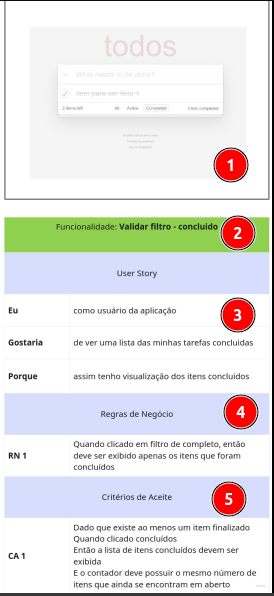 todos
What needs to be done?
Item para ser feito 1
2 items left
All
Active
Completed
Clear completed
1
Funcionalidade: Validar filtro - concluido
2
User Story
Eu
como usuário da aplicação
3
Gostaria
de ver uma lista das minhas tarefas concluidas
Porque
assim tenho visualização dos itens concluídos
Regras de Negócio
4
RN 1
Quando clicado em filtro de completo, então
deve ser exibido apenas os itens que foram
concluídos
Critérios de Aceite
5
CA 1
Dado que existe ao menos um item finalizado
Quando clicado concluídos
Então a lista de itens concluídos devem ser
exibida
E o contador deve possuir o mesmo número de
itens que ainda se encontram em aberto